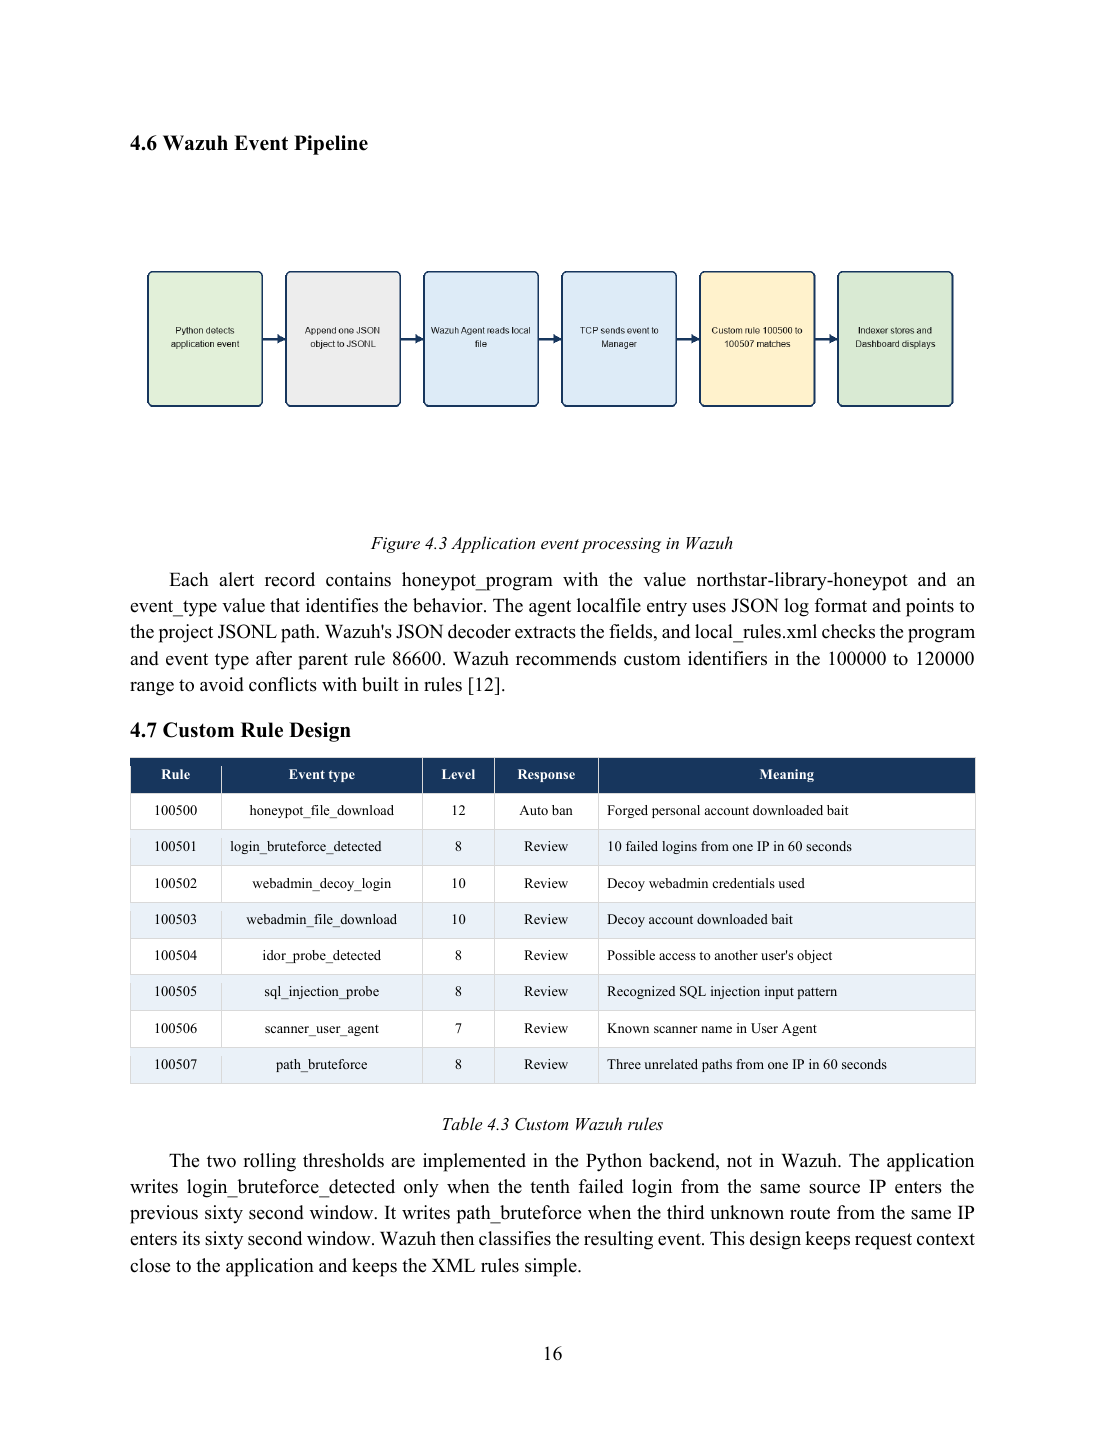 4.6 Wazuh Event Pipeline
Python detects
application event
Append one JSON
object to JSONL
Wazuh Agent reads local
file
TCP sends event to
Manager
Custom rule 100500 to
100507 matches
Indexer stores and
Dashboard displays
Figure 4.3 Application event processing in Wazuh
Each alert record contains honeypot_program with the value northstar-library-honeypot and an
event_type value that identifies the behavior. The agent localfile entry uses JSON log format and points to
the project JSONL path. Wazuh's JSON decoder extracts the fields, and local_rules.xml checks the program
and event type after parent rule 86600. Wazuh recommends custom identifiers in the 100000 to 120000
range to avoid conflicts with built in rules [12].
4.7 Custom Rule Design
Rule Event type Level Response Meaning
100500 honeypot_file_download 12 Auto ban Forged personal account downloaded bait
100501 login_bruteforce_detected 8 Review 10 failed logins from one IP in 60 seconds
100502 webadmin_decoy_login 10 Review Decoy webadmin credentials used
100503 webadmin_file_download 10 Review Decoy account downloaded bait
100504 idor_probe_detected 8 Review Possible access to another user's object
100505 sql_injection_probe 8 Review Recognized SQL injection input pattern
100506 scanner_user_agent 7 Review Known scanner name in User Agent
100507 path_bruteforce 8 Review Three unrelated paths from one IP in 60 seconds
Table 4.3 Custom Wazuh rules
The two rolling thresholds are implemented in the Python backend, not in Wazuh. The application
writes login_bruteforce_detected only when the tenth failed login from the same source IP enters the
previous sixty second window. It writes path_bruteforce when the third unknown route from the same IP
enters its sixty second window. Wazuh then classifies the resulting event. This design keeps request context
close to the application and keeps the XML rules simple.
16